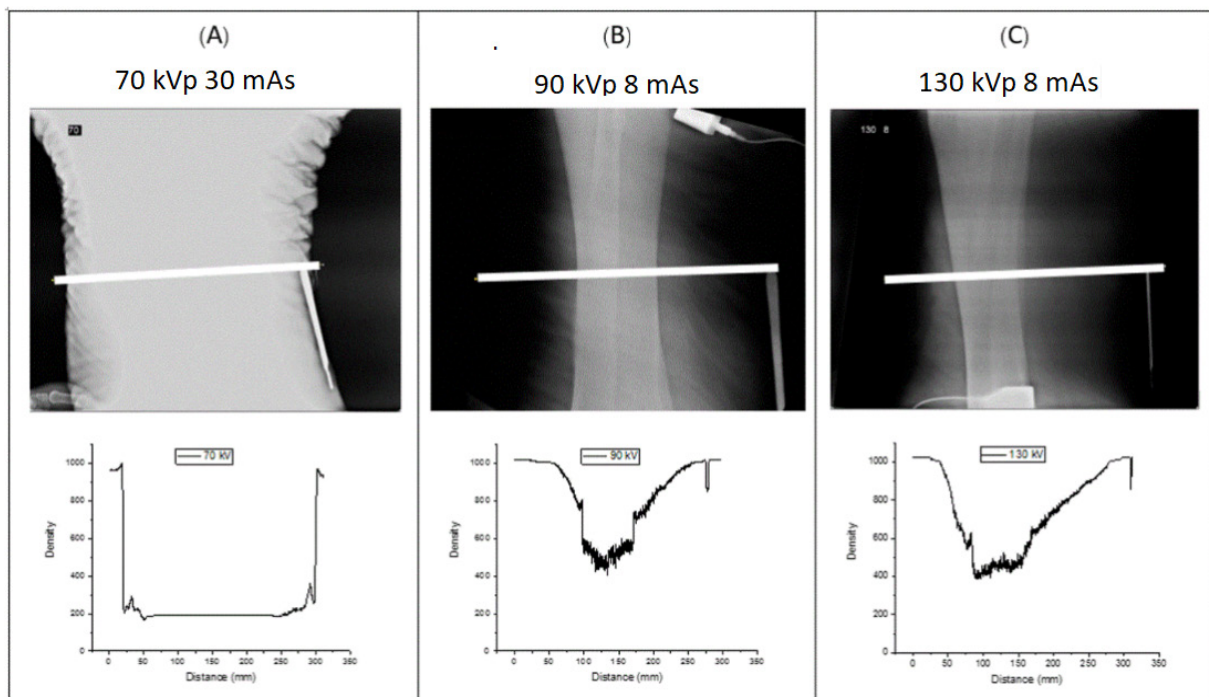 (A)
70 kVp 30 mAs
70
70 kV
1000
800
600
400
200
0
Density
0 50 100 150 200 250 300 350
Distance (mm)
(B)
90 kVp 8 mAs
90 kV
1000
800
600
400
200
0
Density
0 50 100 150 200 250 300 350
Distance (mm)
(C)
130 kVp 8 mAs
130 8
130 kV
1000
800
600
400
200
0
Density
0 50 100 150 200 250 300 350
Distance (mm)